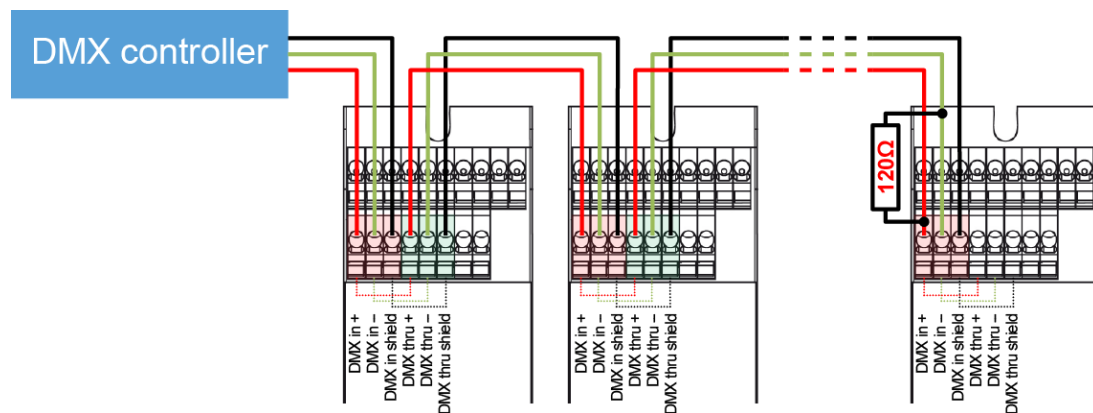 DMX controller
120Ω
DMX in +
DMX in –
DMX in shield
DMX thru +
DMX thru –
DMX thru shield
DMX in +
DMX in –
DMX in shield
DMX thru +
DMX thru –
DMX thru shield
DMX in +
DMX in –
DMX in shield
DMX thru +
DMX thru –
DMX thru shield